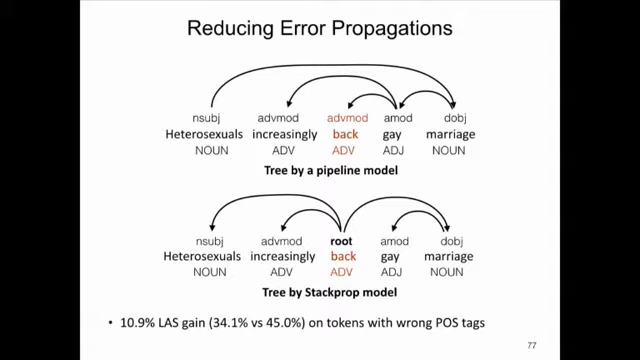 Reducing Error Propagations
nsubj advmod advmod amod dobj
Heterosexuals increasingly back gay marriage
NOUN ADV ADV ADJ NOUN
Tree by a pipeline model
nsubj advmod root amod dobj
Heterosexuals increasingly back gay marriage
NOUN ADV ADV ADJ NOUN
Tree by Stackprop model
• 10.9% LAS gain (34.1% vs 45.0%) on tokens with wrong POS tags
77